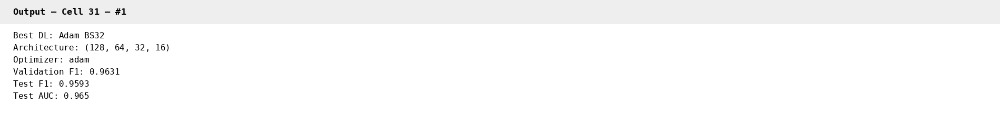 Output — Cell 31 — #1
Best DL: Adam BS32
Architecture: (128, 64, 32, 16)
Optimizer: adam
Validation F1: 0.9631
Test F1: 0.9593
Test AUC: 0.965